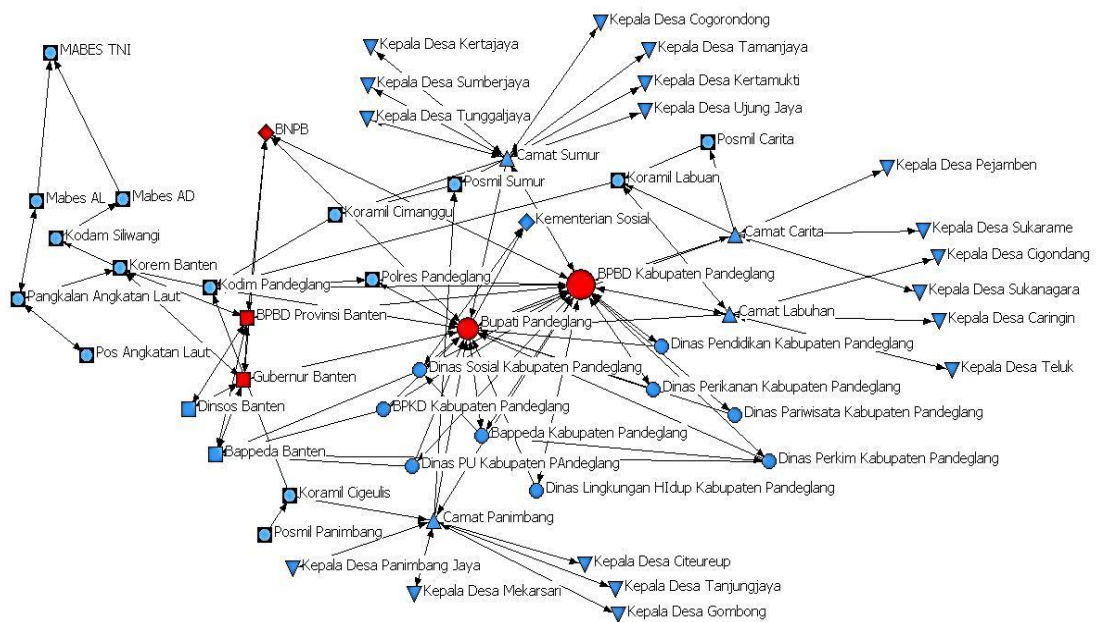 Kepala Desa Cogorondong
MABES TNI
Kepala Desa Kertajaya
Kepala Desa Tamanjaya
Kepala Desa Sumberjaya
Kepala Desa Kertamukti
Kepala Desa Tunggaljaya
Kepala Desa Ujung Jaya
BNPB
Posmil Carita
Camat Sumur
Kepala Desa Pejamben
Posmil Sumur
Koramil Labuan
Mabes AL
Mabes AD
Koramil Cimanggu
Kementerian Sosial
Kodam Siliwangi
Camat Carita
Kepala Desa Sukarame
Kepala Desa Cigondang
Korem Banten
Kodim Pandeglang
Polres Pandeglang
BPBD Kabupaten Pandeglang
Kepala Desa Sukanagara
Pangkalan Angkatan Laut
BPBD Provinsi Banten
Bupati Pandeglang
Camat Labuhan
Kepala Desa Caringin
Pos Angkatan Laut
Dinas Pendidikan Kabupaten Pandeglang
Dinas Sosial Kabupaten Pandeglang
Kepala Desa Teluk
Gubernur Banten
Dinas Perikanan Kabupaten Pandeglang
Dinsos Banten
BPKD Kabupaten Pandeglang
Dinas Pariwisata Kabupaten Pandeglang
Bappeda Kabupaten Pandeglang
Bappeda Banten
Dinas PU Kabupaten PAndeglang
Dinas Perkim Kabupaten Pandeglang
Dinas Lingkungan HIdup Kabupaten Pandeglang
Koramil Cigeulis
Camat Panimbang
Posmil Panimbang
Kepala Desa Panimbang Jaya
Kepala Desa Citeureup
Kepala Desa Mekarsari
Kepala Desa Tanjungjaya
Kepala Desa Gombong